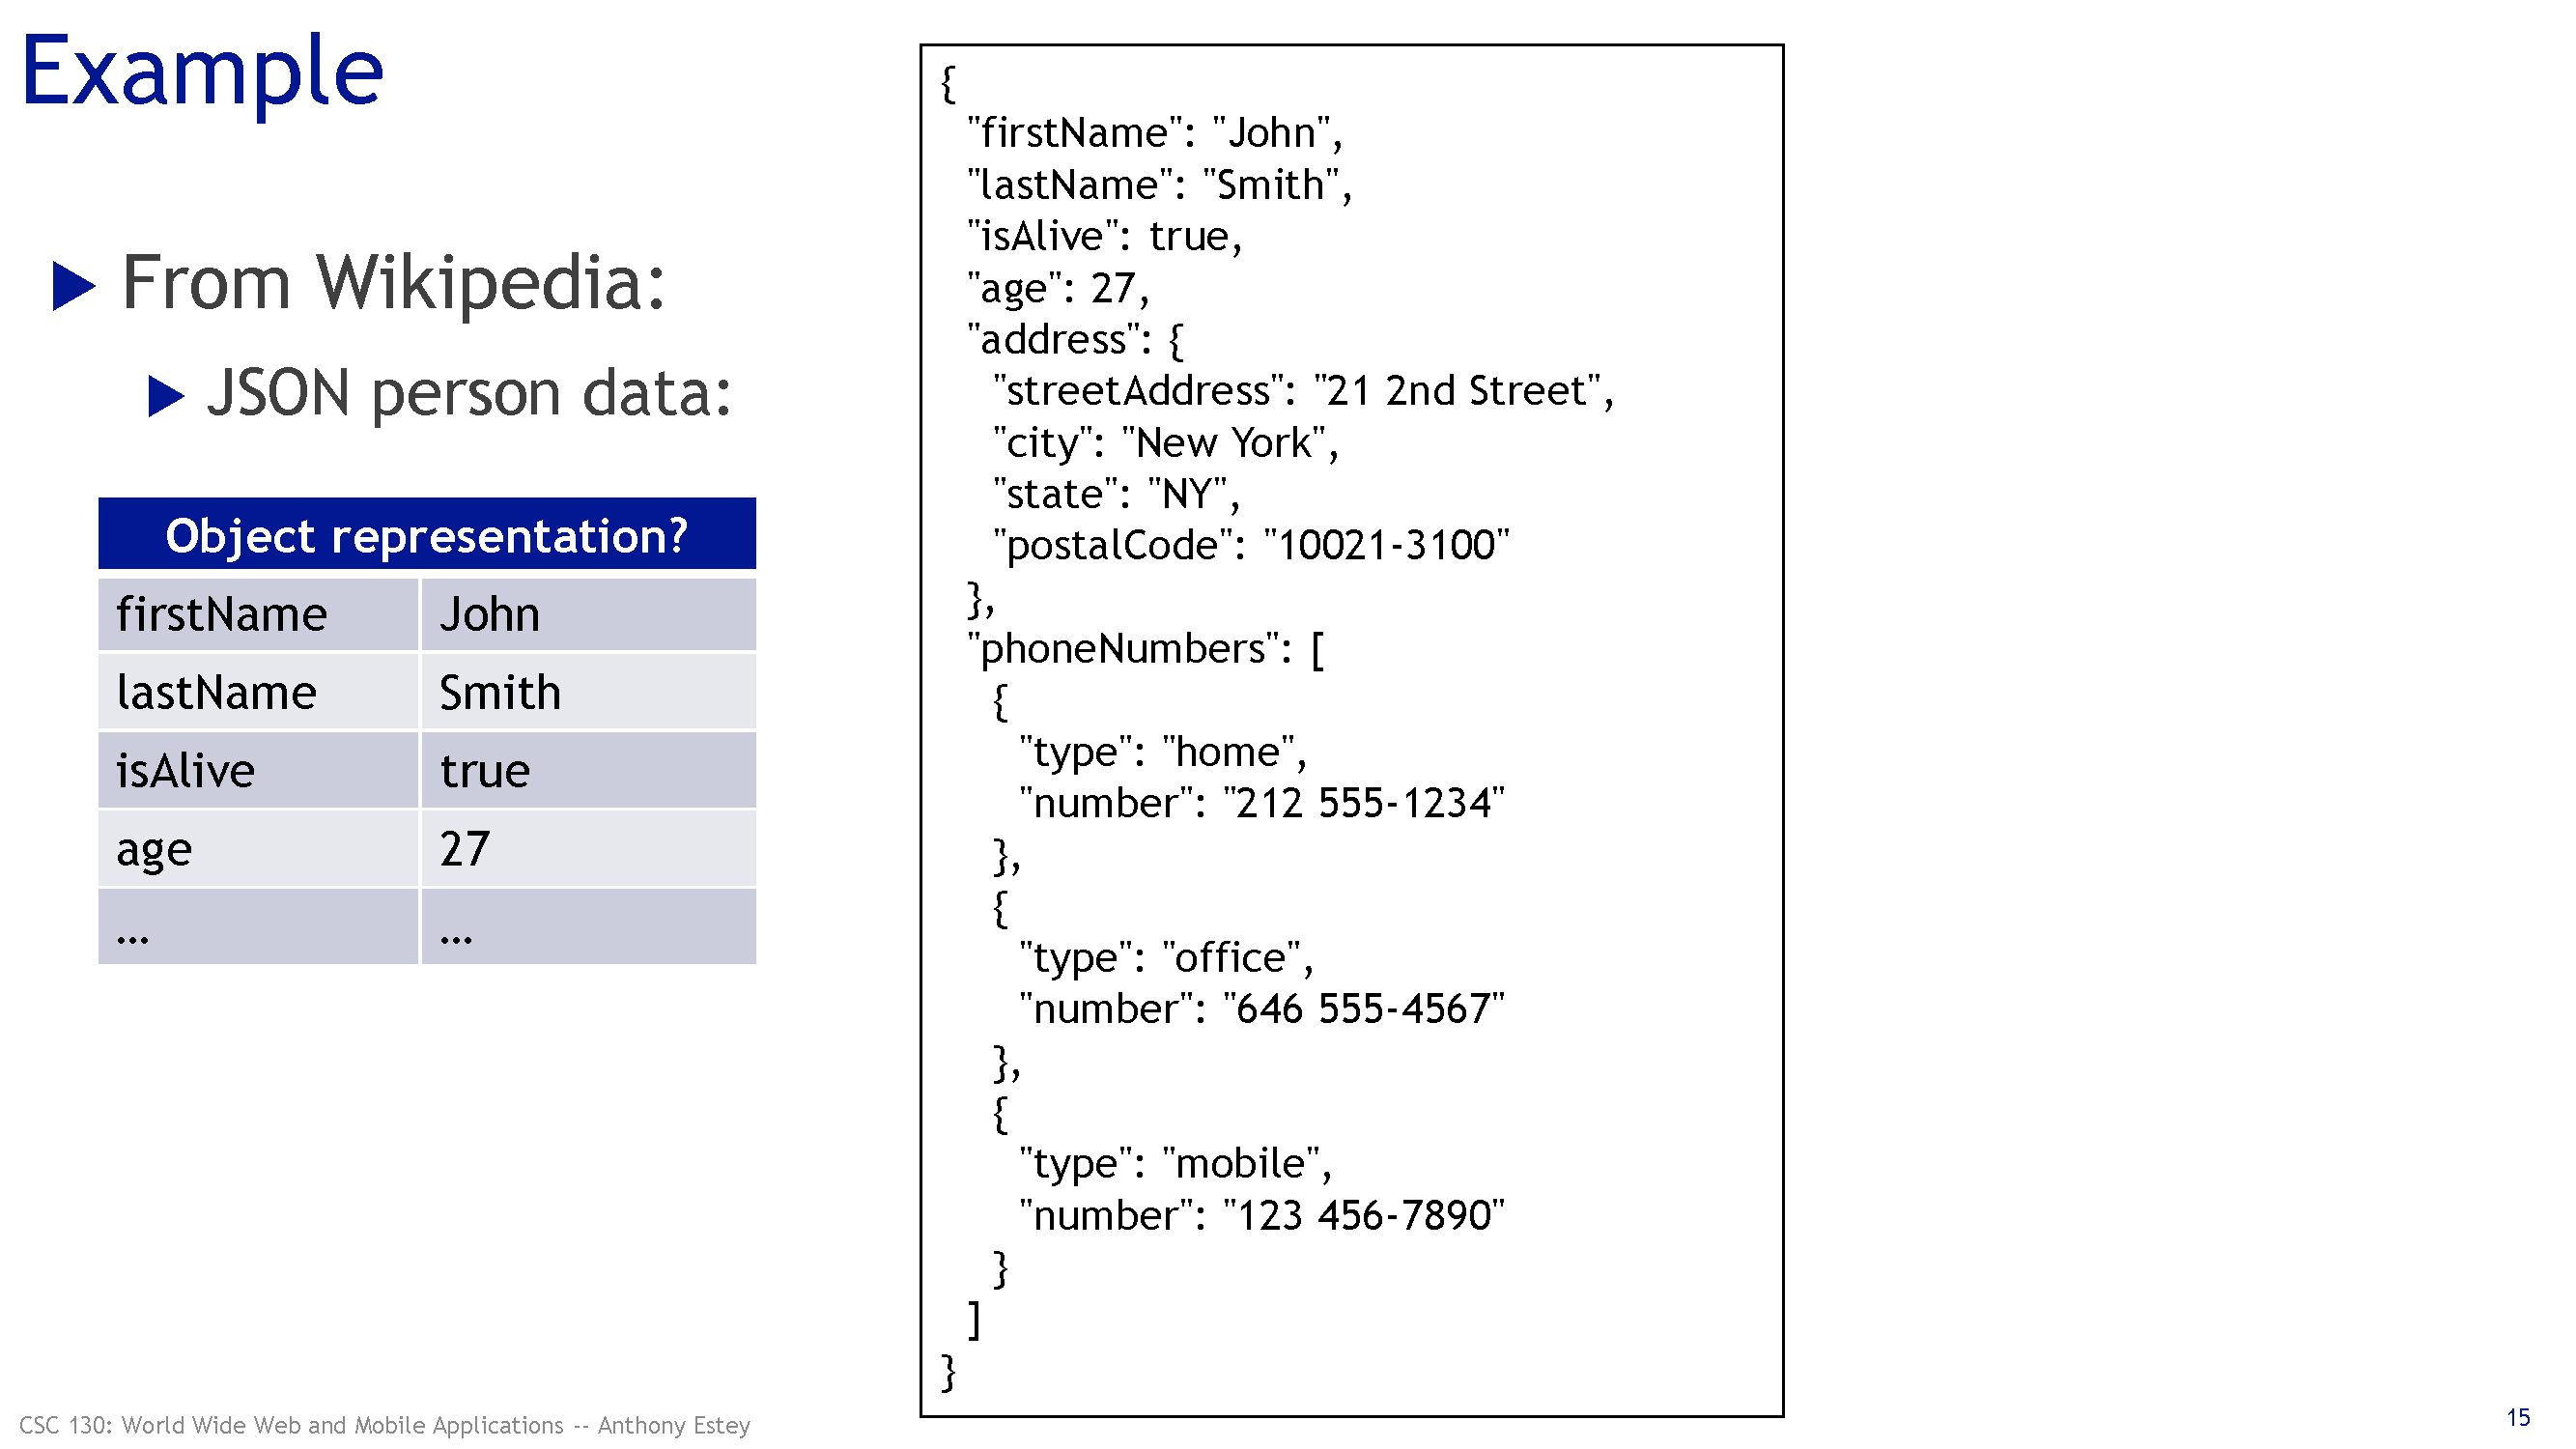 Example
From Wikipedia:
JSON person data:
Object representation?
firstName John
lastName Smith
isAlive true
age 27
... ...
{
"firstName": "John",
"lastName": "Smith",
"isAlive": true,
"age": 27,
"address": {
"streetAddress": "21 2nd Street",
"city": "New York",
"state": "NY",
"postalCode": "10021-3100"
},
"phoneNumbers": [
{
"type": "home",
"number": "212 555-1234"
},
{
"type": "office",
"number": "646 555-4567"
},
{
"type": "mobile",
"number": "123 456-7890"
}
]
}
CSC 130: World Wide Web and Mobile Applications -- Anthony Estey
15